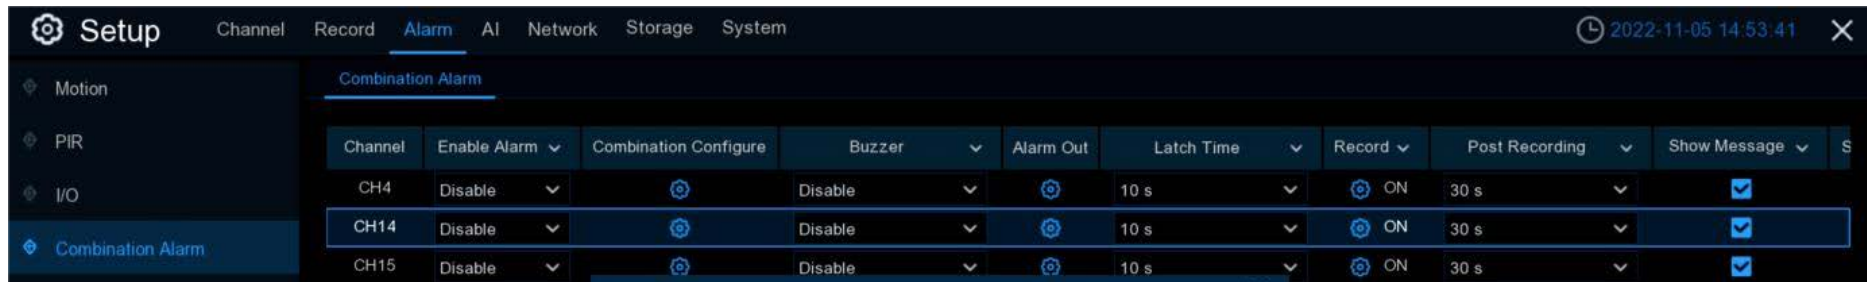 Setup Channel Record Alarm AI Network Storage System 2022-11-05 14:53:41
Motion
Combination Alarm
PIR
Channel Enable Alarm Combination Configure Buzzer Alarm Out Latch Time Record Post Recording Show Message S
I/O
CH4 Disable Disable 10 s ON 30 s
CH14 Disable Disable 10 s ON 30 s
Combination Alarm
CH15 Disable Disable 10 s ON 30 s